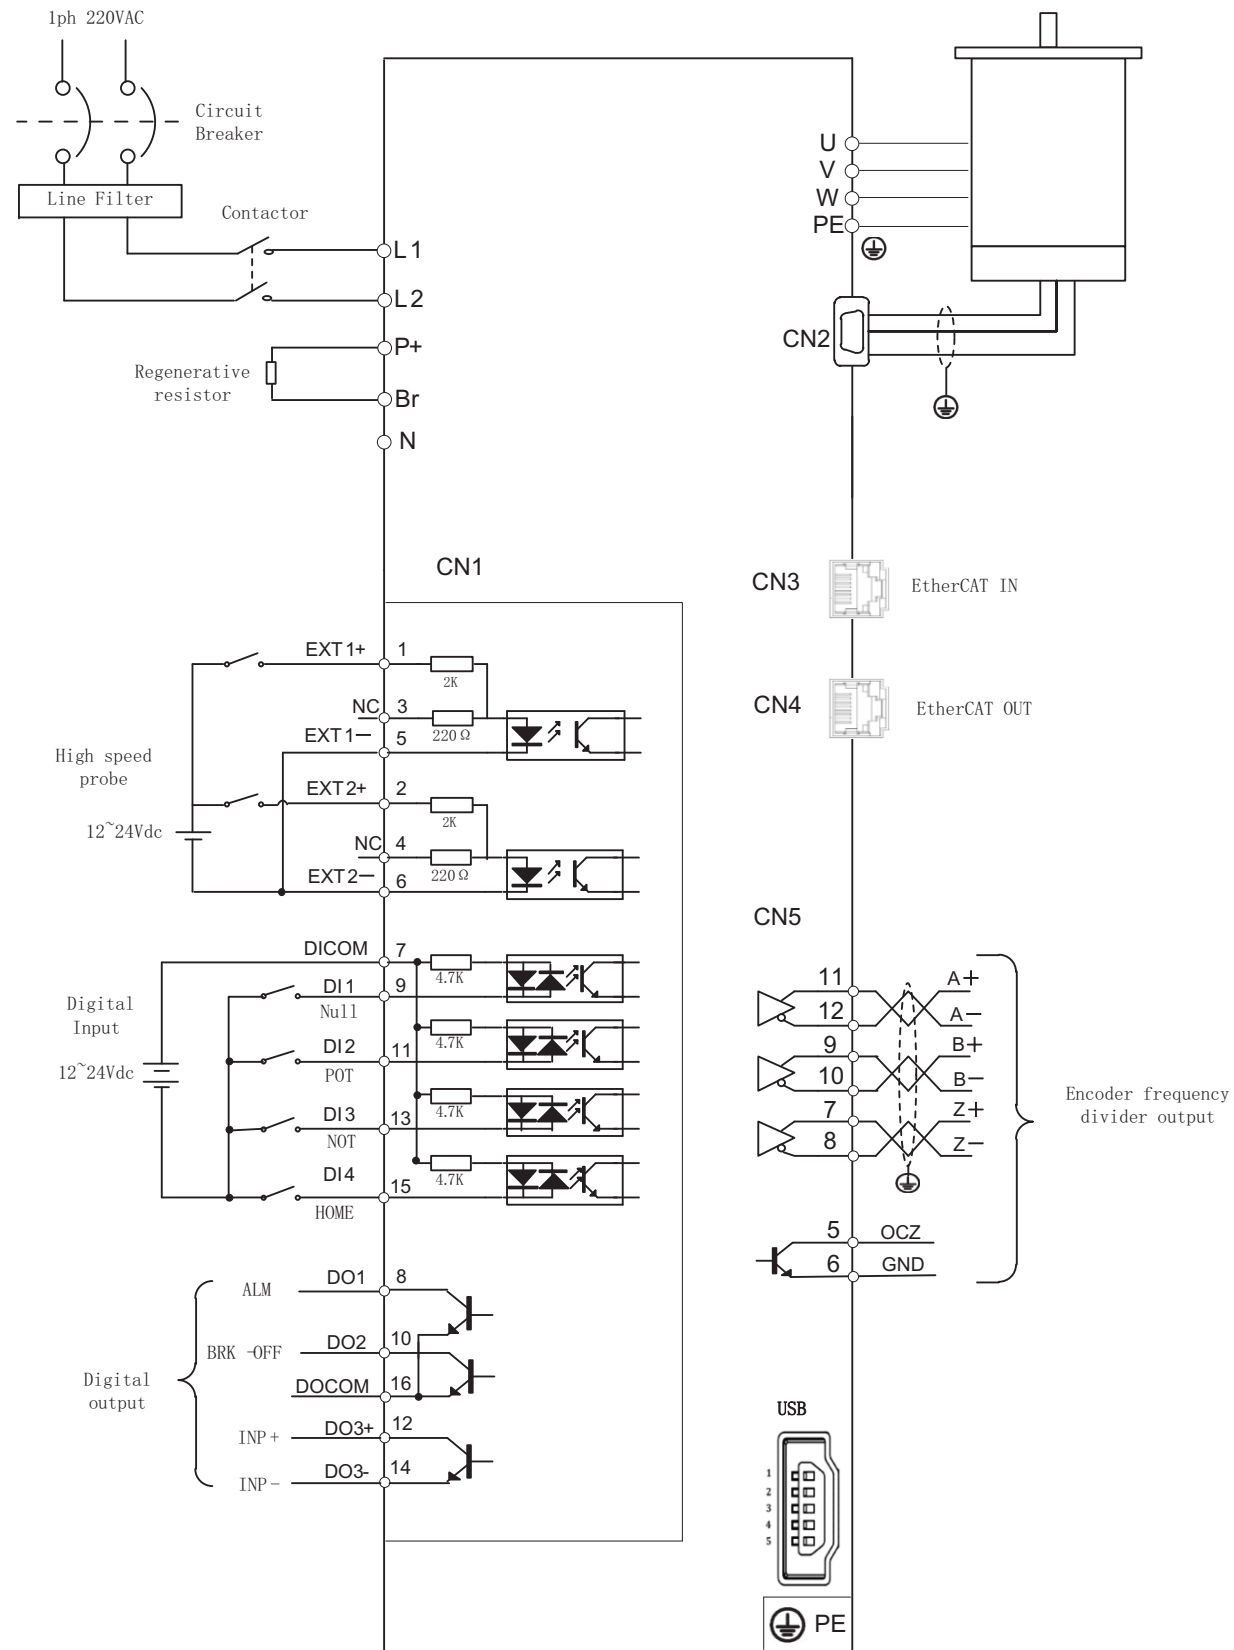 1ph 220VAC
Circuit
Breaker
Line Filter
Contactor
L1
L2
P+
Regenerative
resistor
Br
N
U
V
W
PE
CN2
CN1
CN3
EtherCAT IN
CN4
EtherCAT OUT
EXT1+ 1
2K
NC 3
220Ω
EXT1− 5
High speed
probe
EXT2+ 2
2K
12~24Vdc
NC 4
220Ω
EXT2− 6
DICOM 7
4.7K
DI1 9
Null
Digital
Input
4.7K
DI2 11
POT
12~24Vdc
4.7K
DI3 13
NOT
4.7K
DI4 15
HOME
CN5
11 A+
12 A−
9 B+
10 B−
7 Z+
8 Z−
Encoder frequency
divider output
5 OCZ
6 GND
ALM DO1 8
BRK -OFF DO2 10
DOCOM 16
Digital
output
INP+ DO3+ 12
INP− DO3- 14
USB
1
2
3
4
5
PE